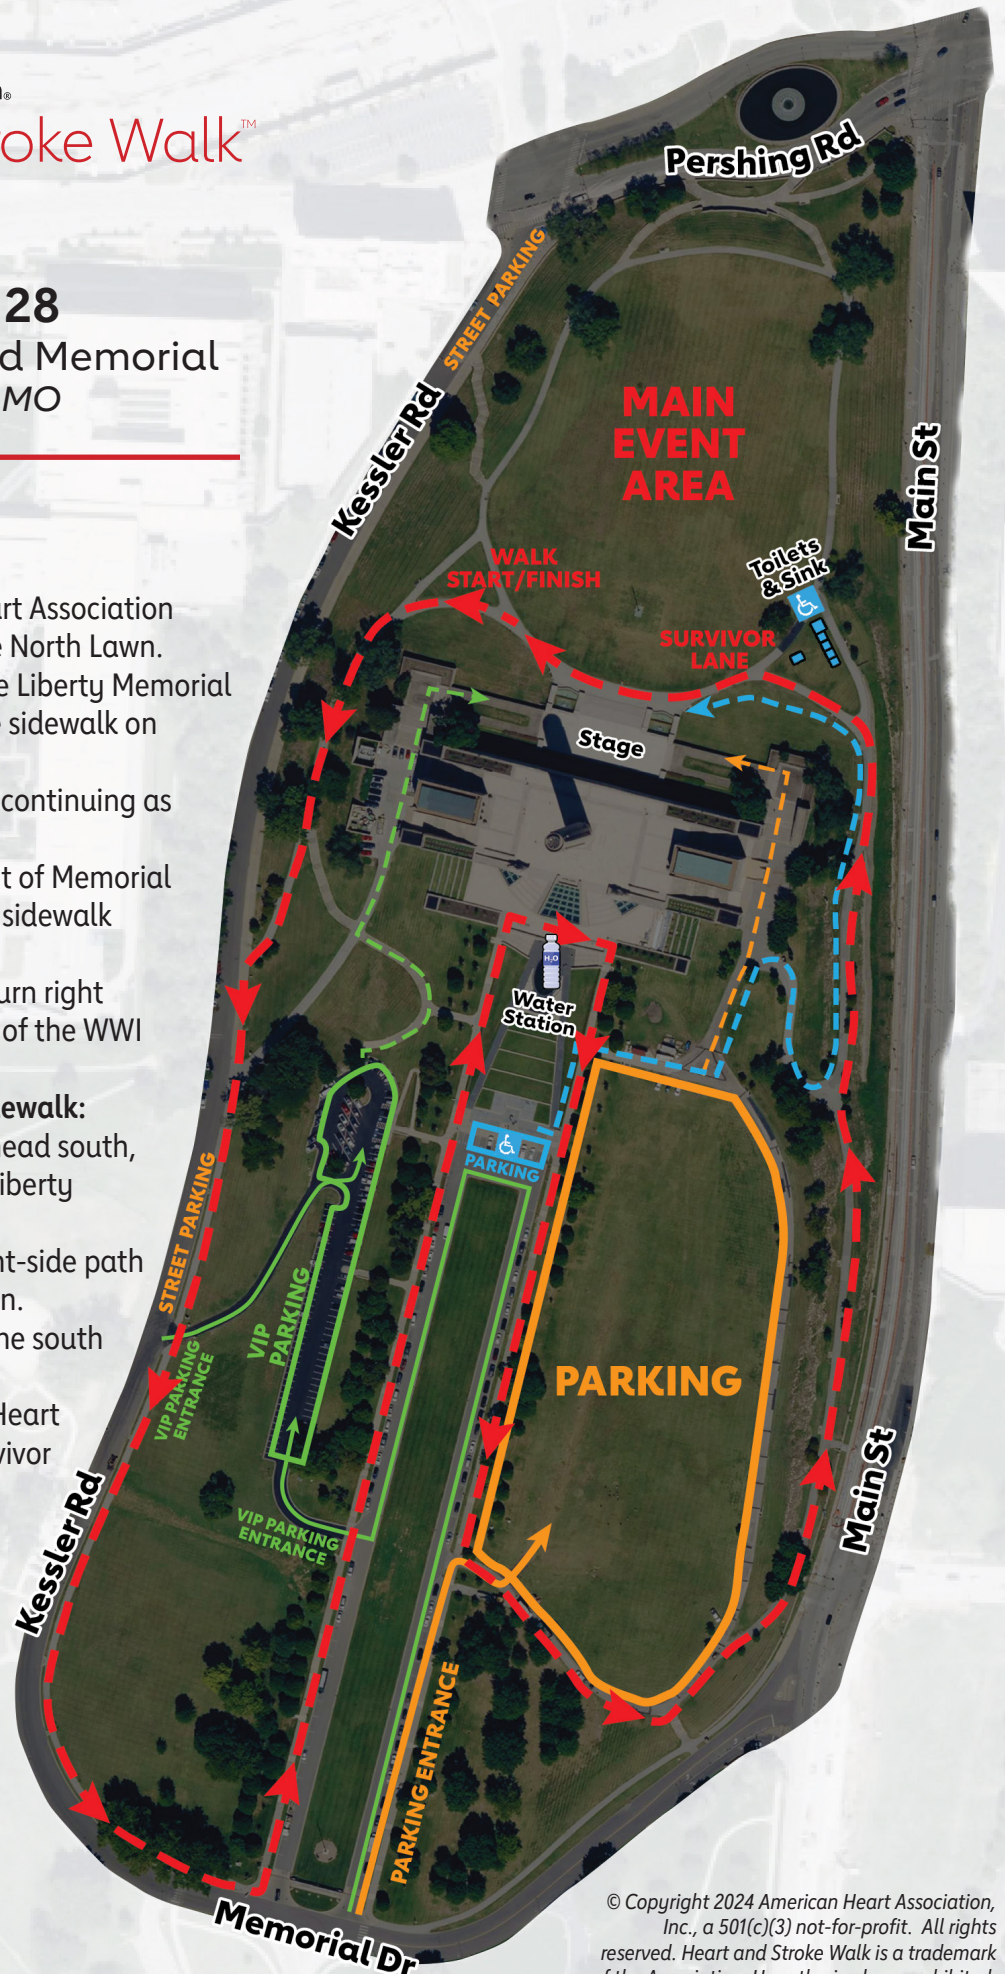 oke Walk™
28
d Memorial
MO
rt Association
e North Lawn.
e Liberty Memorial
e sidewalk on
continuing as
t of Memorial
sidewalk
urn right
of the WWI
ewalk:
head south,
iberty
nt-side path
n.
he south
Heart
vivor
Pershing Rd
STREET PARKING
Kessler Rd
MAIN
EVENT
AREA
Main St
WALK
START/FINISH
Toilets
& Sink
SURVIVOR
LANE
Stage
H₂O
Water
Station
PARKING
STREET PARKING
VIP
PARKING
VIP PARKING
ENTRANCE
PARKING
Kessler Rd
VIP PARKING
ENTRANCE
Main St
PARKING ENTRANCE
Memorial Dr
© Copyright 2024 American Heart Association,
Inc., a 501(c)(3) not-for-profit. All rights
reserved. Heart and Stroke Walk is a trademark